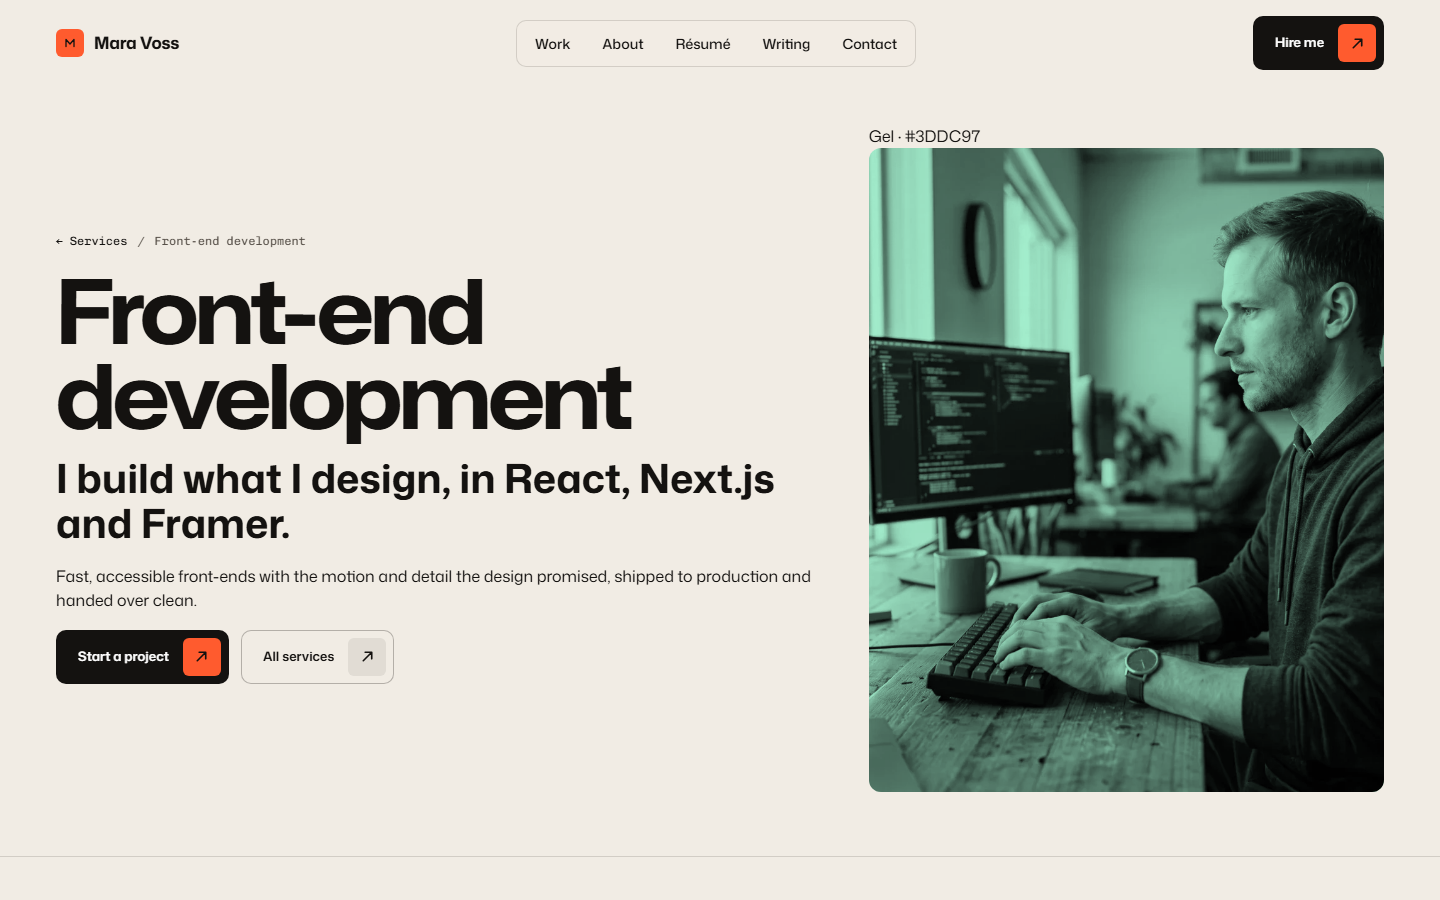 M Mara Voss
Work About Résumé Writing Contact
Hire me
Gel · #3DDC97
← Services / Front-end development
Front-end
development
I build what I design, in React, Next.js
and Framer.
Fast, accessible front-ends with the motion and detail the design promised, shipped to production and
handed over clean.
Start a project
All services